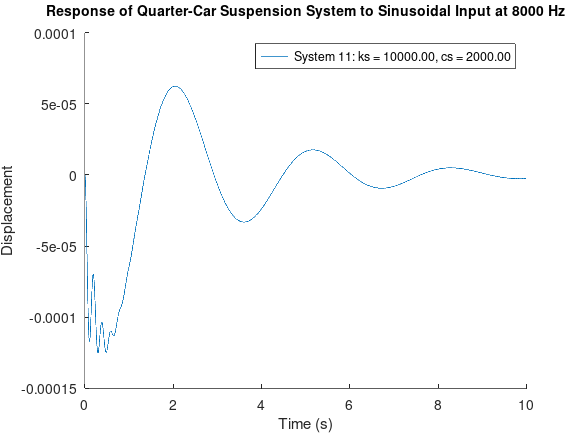 Response of Quarter-Car Suspension System to Sinusoidal Input at 8000 Hz
0.0001
System 11: ks = 10000.00, cs = 2000.00
5e-05
0
-5e-05
-0.0001
-0.00015
Displacement
0 2 4 6 8 10
Time (s)